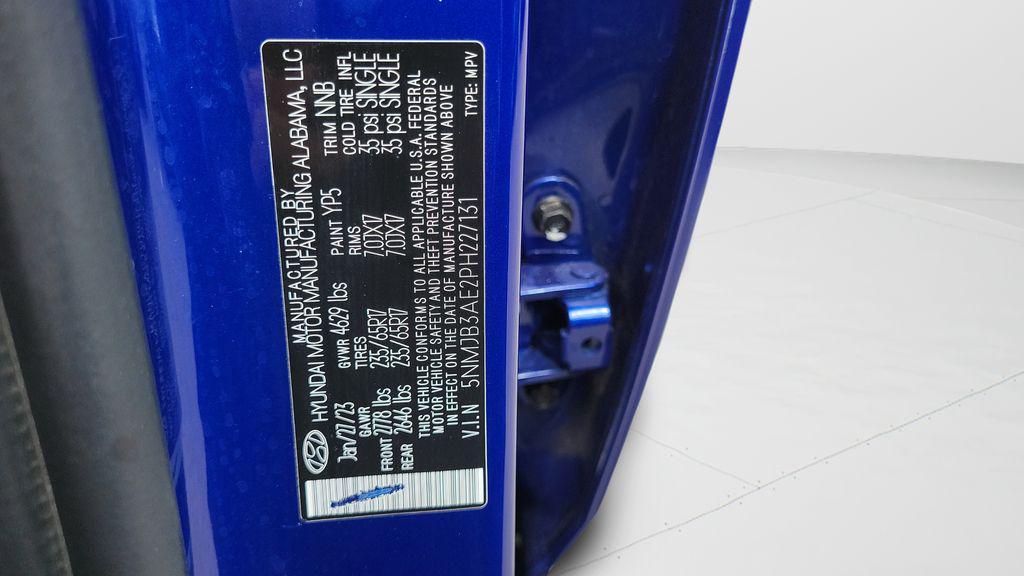 MANUFACTURED BY
HYUNDAI MOTOR MANUFACTURING ALABAMA, LLC
Jan/27/23 GVWR 4629 lbs PAINT YP5 TRIM NNB
GAWR TIRES RIMS COLD TIRE INFL
FRONT 2778 lbs 235/65R17 7.0JX17 35 psi SINGLE
REAR 2646 lbs 235/65R17 7.0JX17 35 psi SINGLE
THIS VEHICLE CONFORMS TO ALL APPLICABLE U.S.A. FEDERAL
MOTOR VEHICLE SAFETY AND THEFT PREVENTION STANDARDS
IN EFFECT ON THE DATE OF MANUFACTURE SHOWN ABOVE
V.I.N 5NMJB3AE2PH227131 TYPE: MPV